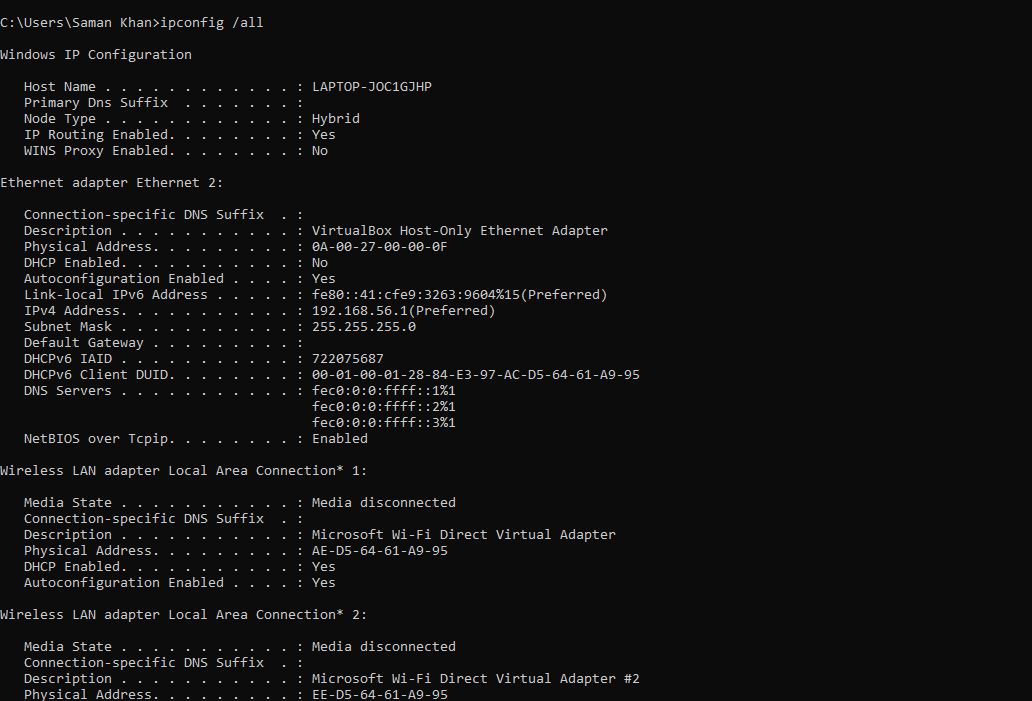 C:\Users\Saman Khan>ipconfig /all
Windows IP Configuration
Host Name . . . . . . . . . . . . : LAPTOP-JOC1GJHP
Primary Dns Suffix  . . . . . . . :
Node Type . . . . . . . . . . . . : Hybrid
IP Routing Enabled. . . . . . . . : Yes
WINS Proxy Enabled. . . . . . . . : No
Ethernet adapter Ethernet 2:
Connection-specific DNS Suffix  . :
Description . . . . . . . . . . . : VirtualBox Host-Only Ethernet Adapter
Physical Address. . . . . . . . . : 0A-00-27-00-00-0F
DHCP Enabled. . . . . . . . . . . : No
Autoconfiguration Enabled . . . . : Yes
Link-local IPv6 Address . . . . . : fe80::41:cfe9:3263:9604%15(Preferred)
IPv4 Address. . . . . . . . . . . : 192.168.56.1(Preferred)
Subnet Mask . . . . . . . . . . . : 255.255.255.0
Default Gateway . . . . . . . . . :
DHCPv6 IAID . . . . . . . . . . . : 722075687
DHCPv6 Client DUID. . . . . . . . : 00-01-00-01-28-84-E3-97-AC-D5-64-61-A9-95
DNS Servers . . . . . . . . . . . : fec0:0:0:ffff::1%1
fec0:0:0:ffff::2%1
fec0:0:0:ffff::3%1
NetBIOS over Tcpip. . . . . . . . : Enabled
Wireless LAN adapter Local Area Connection* 1:
Media State . . . . . . . . . . . : Media disconnected
Connection-specific DNS Suffix  . :
Description . . . . . . . . . . . : Microsoft Wi-Fi Direct Virtual Adapter
Physical Address. . . . . . . . . : AE-D5-64-61-A9-95
DHCP Enabled. . . . . . . . . . . : Yes
Autoconfiguration Enabled . . . . : Yes
Wireless LAN adapter Local Area Connection* 2:
Media State . . . . . . . . . . . : Media disconnected
Connection-specific DNS Suffix  . :
Description . . . . . . . . . . . : Microsoft Wi-Fi Direct Virtual Adapter #2
Physical Address. . . . . . . . . : EE-D5-64-61-A9-95